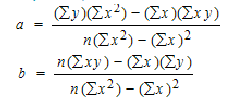 a = (Σy)(Σx²) − (Σx)(Σxy) / n(Σx²) − (Σx)²
b = n(Σxy) − (Σx)(Σy) / n(Σx²) − (Σx)²